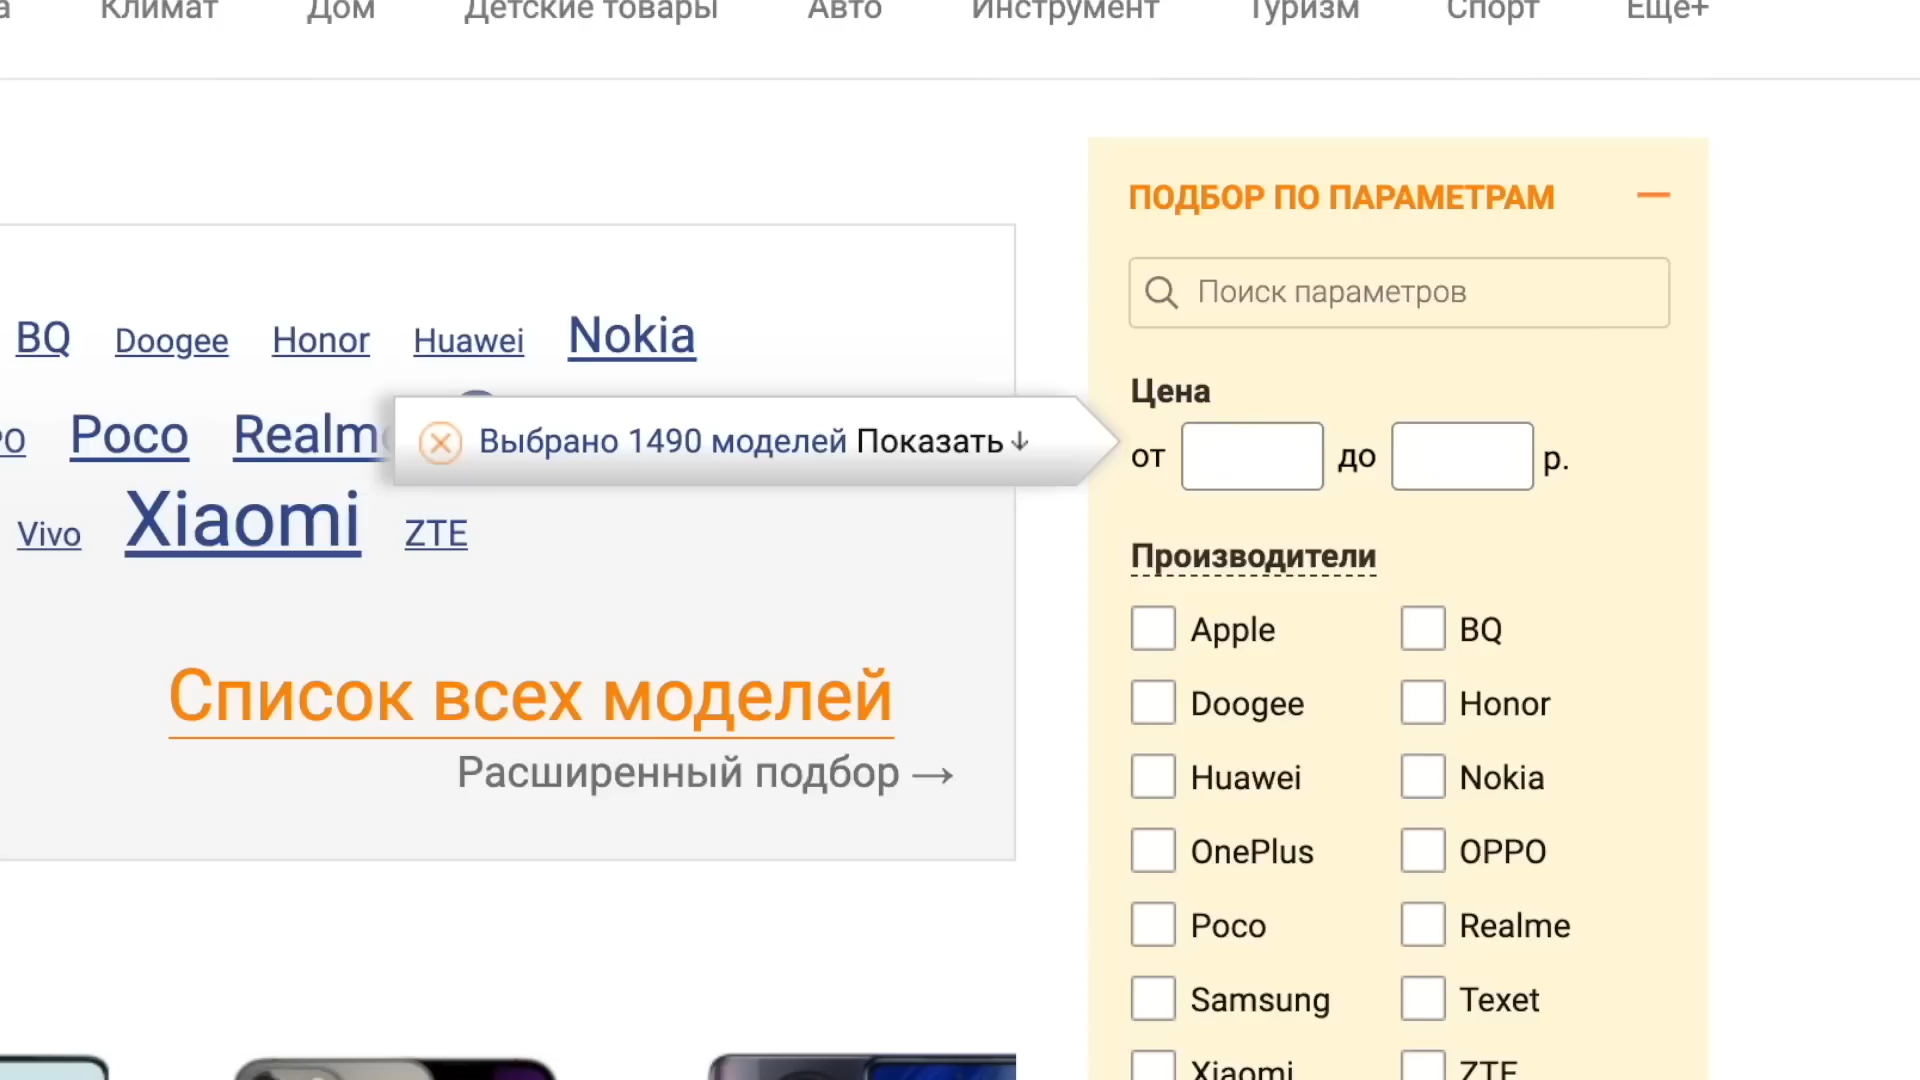 Климат Дом Детские товары Авто Инструмент Туризм Спорт Еще+
ПОДБОР ПО ПАРАМЕТРАМ
Поиск параметров
BQ Doogee Honor Huawei Nokia
Цена
Poco Realme
Выбрано 1490 моделей Показать↓
от до р.
Vivo Xiaomi ZTE
Производители
Apple BQ
Список всех моделей
Doogee Honor
Расширенный подбор →
Huawei Nokia
OnePlus OPPO
Poco Realme
Samsung Texet
Xiaomi ZTE